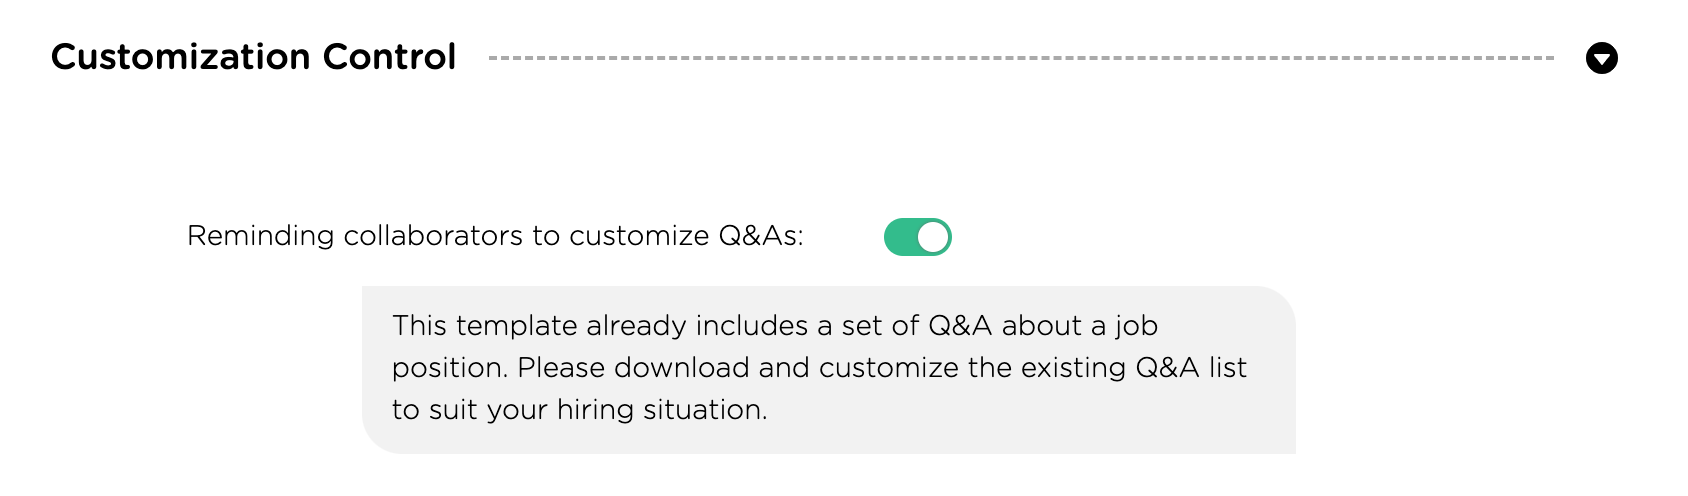 Customization Control
Reminding collaborators to customize Q&As:
This template already includes a set of Q&A about a job
position. Please download and customize the existing Q&A list
to suit your hiring situation.